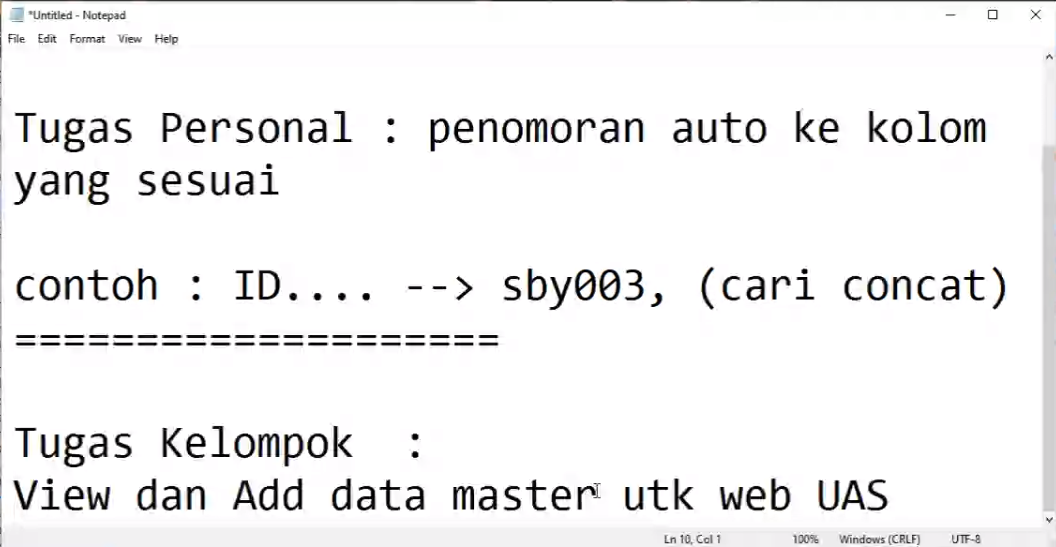 *Untitled - Notepad
File Edit Format View Help
Tugas Personal : penomoran auto ke kolom
yang sesuai
contoh : ID.... --> sby003, (cari concat)
====================
Tugas Kelompok  :
View dan Add data master utk web UAS
Ln 10, Col 1 100% Windows (CRLF) UTF-8